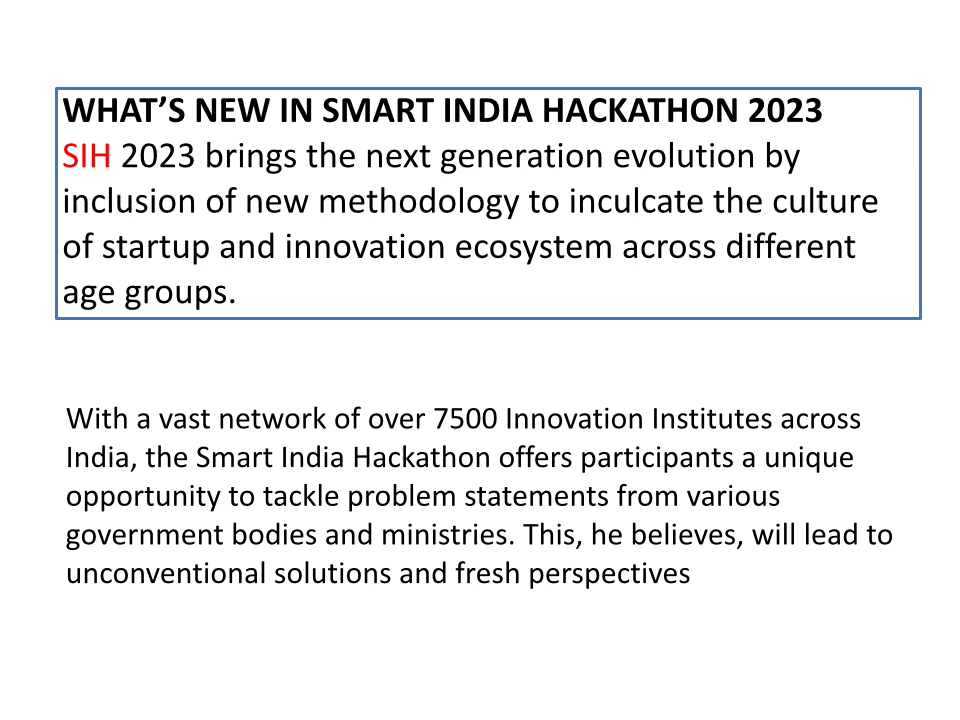 WHAT’S NEW IN SMART INDIA HACKATHON 2023
SIH 2023 brings the next generation evolution by
inclusion of new methodology to inculcate the culture
of startup and innovation ecosystem across different
age groups.
With a vast network of over 7500 Innovation Institutes across
India, the Smart India Hackathon offers participants a unique
opportunity to tackle problem statements from various
government bodies and ministries. This, he believes, will lead to
unconventional solutions and fresh perspectives